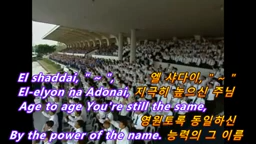 El shaddai, " ~ ", 엘 샤다이, " ~ "
El-elyon na Adonai, 지극히 높으신 주님
Age to age You're still the same,
영원토록 동일하신
By the power of the name. 능력의 그 이름